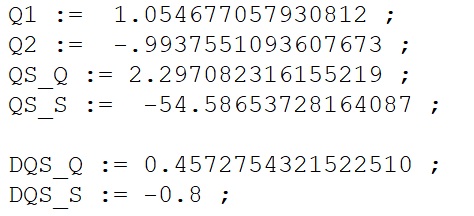 Q1 :=  1.054677057930812 ;
Q2 :=  -.9937551093607673 ;
QS_Q := 2.297082316155219 ;
QS_S :=  -54.58653728164087 ;
DQS_Q := 0.4572754321522510 ;
DQS_S := -0.8 ;